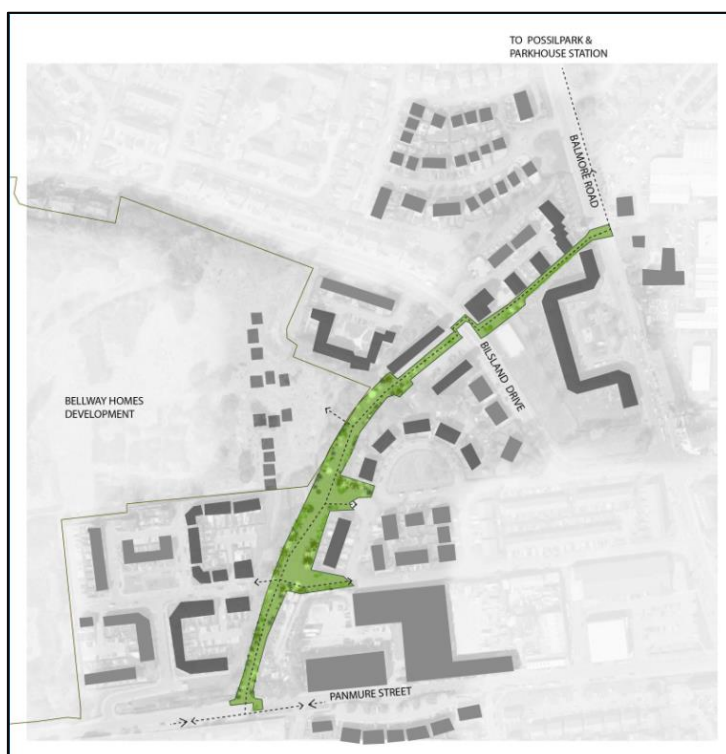 TO POSSILPARK &
PARKHOUSE STATION
BALMORE ROAD
BILSLAND DRIVE
BELLWAY HOMES
DEVELOPMENT
PANMURE STREET